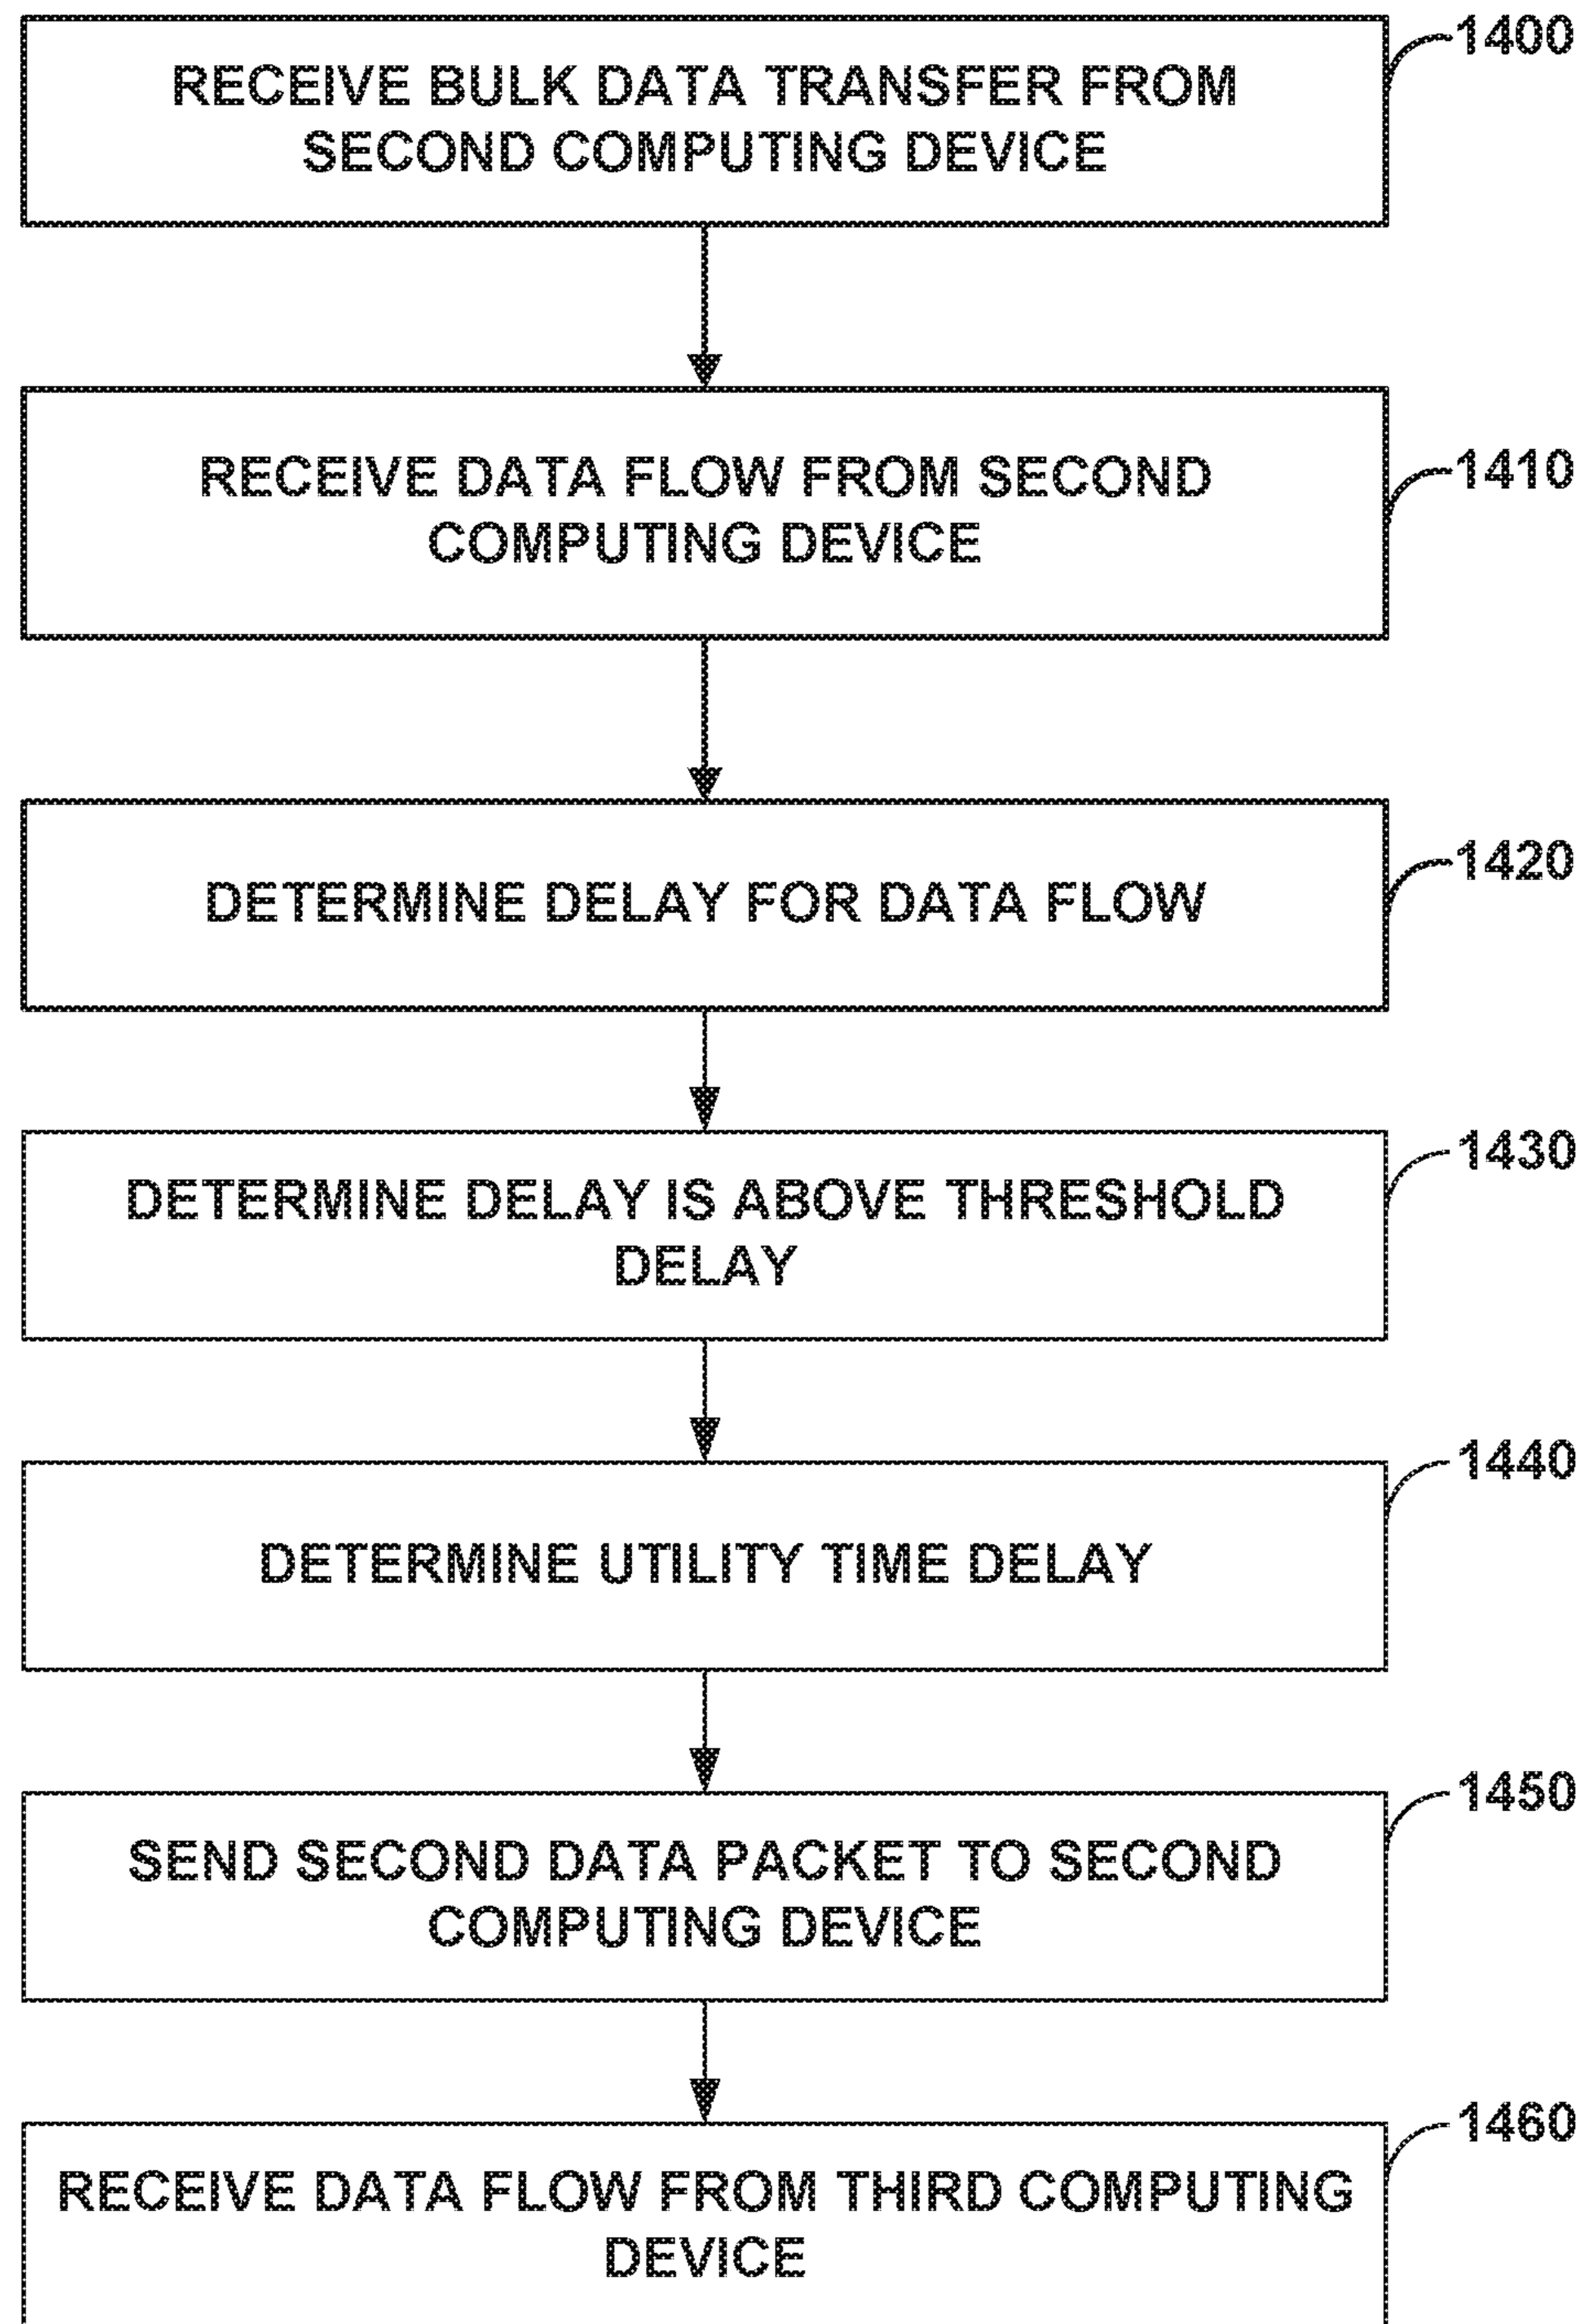 1400
RECEIVE BULK DATA TRANSFER FROM
SECOND COMPUTING DEVICE
1410
RECEIVE DATA FLOW FROM SECOND
COMPUTING DEVICE
1420
DETERMINE DELAY FOR DATA FLOW
1430
DETERMINE DELAY IS ABOVE THRESHOLD
DELAY
1440
DETERMINE UTILITY TIME DELAY
1450
SEND SECOND DATA PACKET TO SECOND
COMPUTING DEVICE
1460
RECEIVE DATA FLOW FROM THIRD COMPUTING
DEVICE